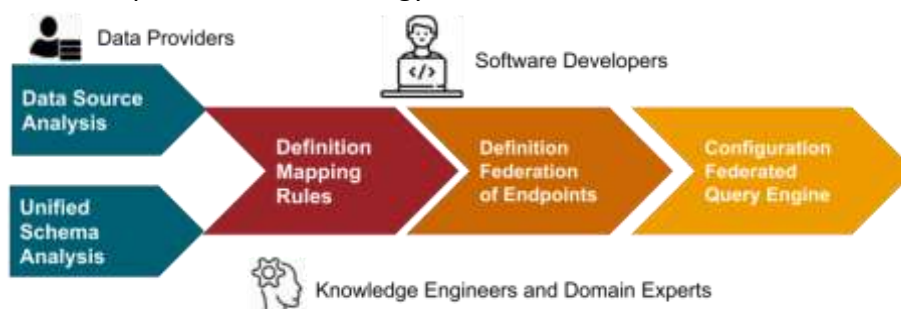 Data Providers
Software Developers
Data Source
Analysis
Unified
Schema
Analysis
Definition
Mapping
Rules
Definition
Federation
of Endpoints
Configuration
Federated
Query Engine
Knowledge Engineers and Domain Experts